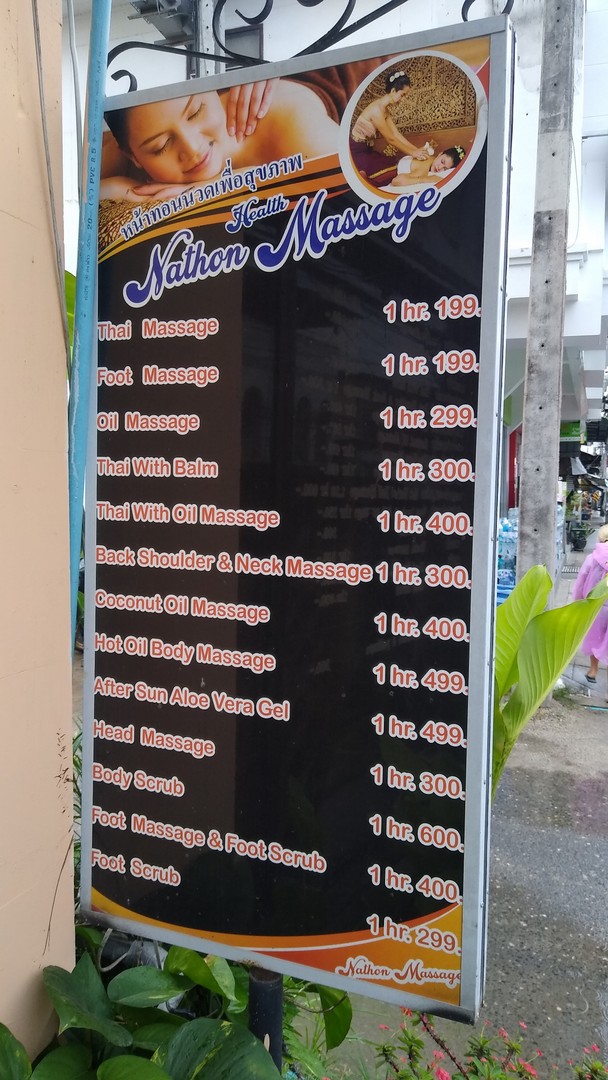 หน้าทอนนวดเพื่อสุขภาพ
Health
Nathon Massage
Thai Massage 1 hr. 199.
Foot Massage 1 hr. 199.
Oil Massage 1 hr. 299.
Thai With Balm 1 hr. 300.
Thai With Oil Massage 1 hr. 400.
Back Shoulder & Neck Massage 1 hr. 300.
Coconut Oil Massage 1 hr. 400.
Hot Oil Body Massage 1 hr. 499.
After Sun Aloe Vera Gel 1 hr. 499.
Head Massage 1 hr. 300.
Body Scrub 1 hr. 600.
Foot Massage & Foot Scrub 1 hr. 400.
Foot Scrub 1 hr. 299.
Nathon Massage